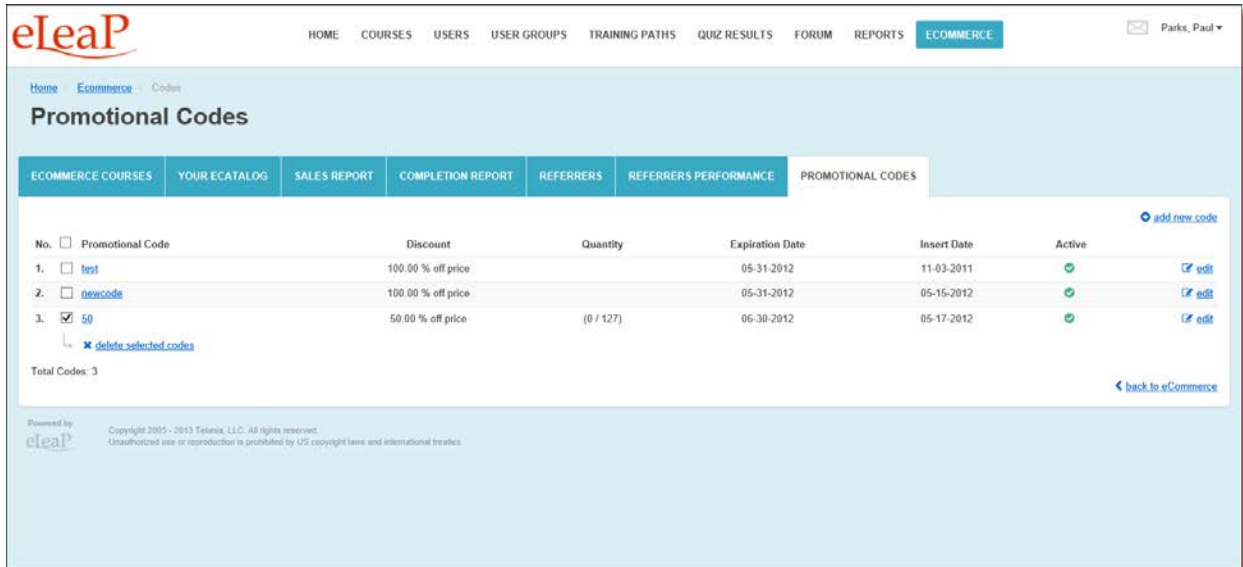 eLeaP
HOME COURSES USERS USER GROUPS TRAINING PATHS QUIZ RESULTS FORUM REPORTS ECOMMERCE
Parks, Paul
Home Ecommerce Codes
Promotional Codes
ECOMMERCE COURSES YOUR ECATALOG SALES REPORT COMPLETION REPORT REFERRERS REFERRERS PERFORMANCE PROMOTIONAL CODES
add new code
No. Promotional Code Discount Quantity Expiration Date Insert Date Active
1. test 100.00 % off price 05-31-2012 11-03-2011 edit
2. newcode 100.00 % off price 05-31-2012 05-15-2012 edit
3. 50 50.00 % off price (0 / 127) 06-30-2012 05-17-2012 edit
delete selected codes
Total Codes: 3
back to eCommerce
Powered by
eLeaP
Copyright 2005 - 2013 Telania, LLC. All rights reserved.
Unauthorized use or reproduction is prohibited by US copyright laws and international treaties.